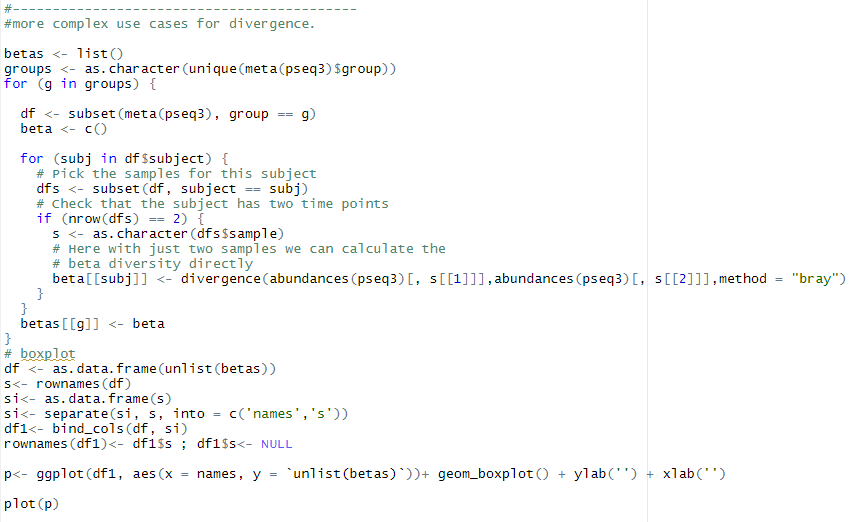 #-------------------------------------------
#more complex use cases for divergence.
betas <- list()
groups <- as.character(unique(meta(pseq3)$group))
for (g in groups) {
  df <- subset(meta(pseq3), group == g)
  beta <- c()
  for (subj in df$subject) {
    # Pick the samples for this subject
    dfs <- subset(df, subject == subj)
    # Check that the subject has two time points
    if (nrow(dfs) == 2) {
      s <- as.character(dfs$sample)
      # Here with just two samples we can calculate the
      # beta diversity directly
      beta[[subj]] <- divergence(abundances(pseq3)[, s[[1]]],abundances(pseq3)[, s[[2]]],method = "bray")
    }
  }
  betas[[g]] <- beta
}
# boxplot
df <- as.data.frame(unlist(betas))
s<- rownames(df)
si<- as.data.frame(s)
si<- separate(si, s, into = c('names','s'))
df1<- bind_cols(df, si)
rownames(df1)<- df1$s ; df1$s<- NULL
p<- ggplot(df1, aes(x = names, y = `unlist(betas)`))+ geom_boxplot() + ylab('') + xlab('')
plot(p)